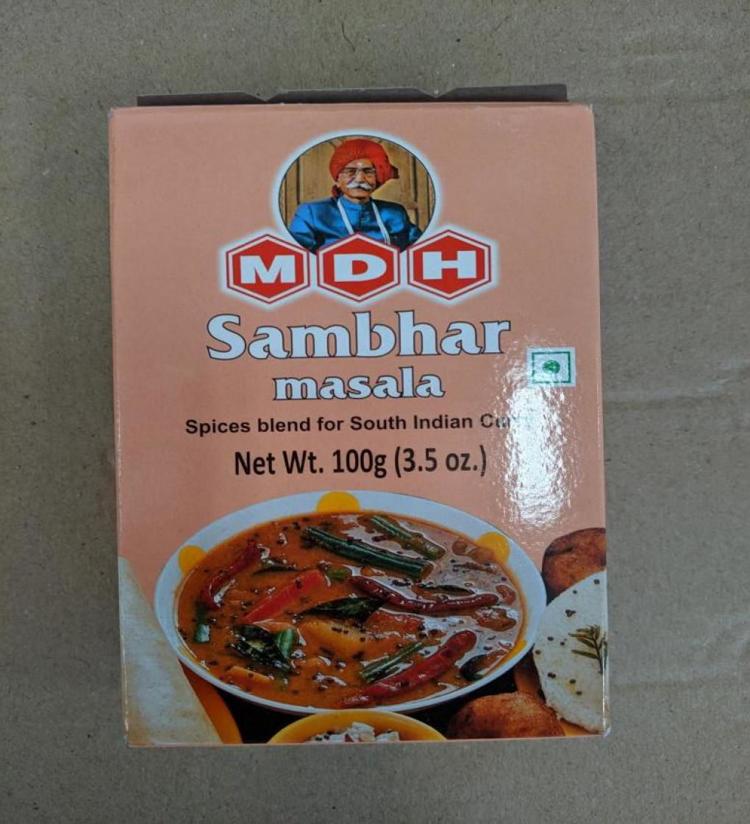 MDH
Sambhar
masala
Spices blend for South Indian
Net Wt. 100g (3.5 oz.)